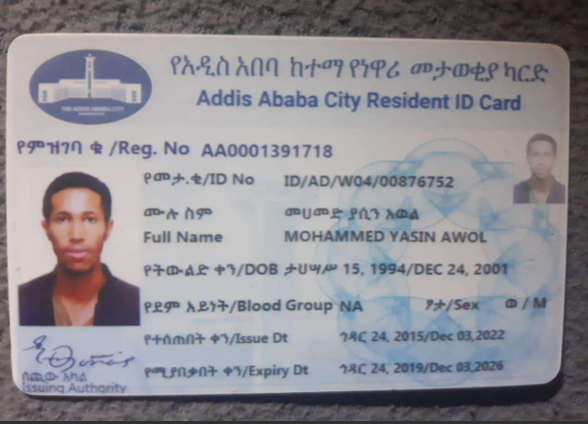 የአዲስ አበባ ከተማ የነዋሪ መታወቂያ ካርድ
Addis Ababa City Resident ID Card
THE ADDIS ABABA CITY
የምዝገባ ቁ /Reg. No AA0001391718
የመታ.ቁ/ID No ID/AD/W04/00876752
ሙሉ ስም መሀመድ ያሲን አወል
Full Name MOHAMMED YASIN AWOL
የትውልድ ቀን/DOB ታህሣሥ 15, 1994/DEC 24, 2001
የደም አይነት/Blood Group NA ፆታ/Sex ወ / M
የተሰጠበት ቀን/Issue Dt ኅዳር 24, 2015/Dec 03,2022
የሚያበቃበት ቀን/Expiry Dt ኅዳር 24, 2019/Dec 03,2026
ሰጪው አካል
Issuing Authority